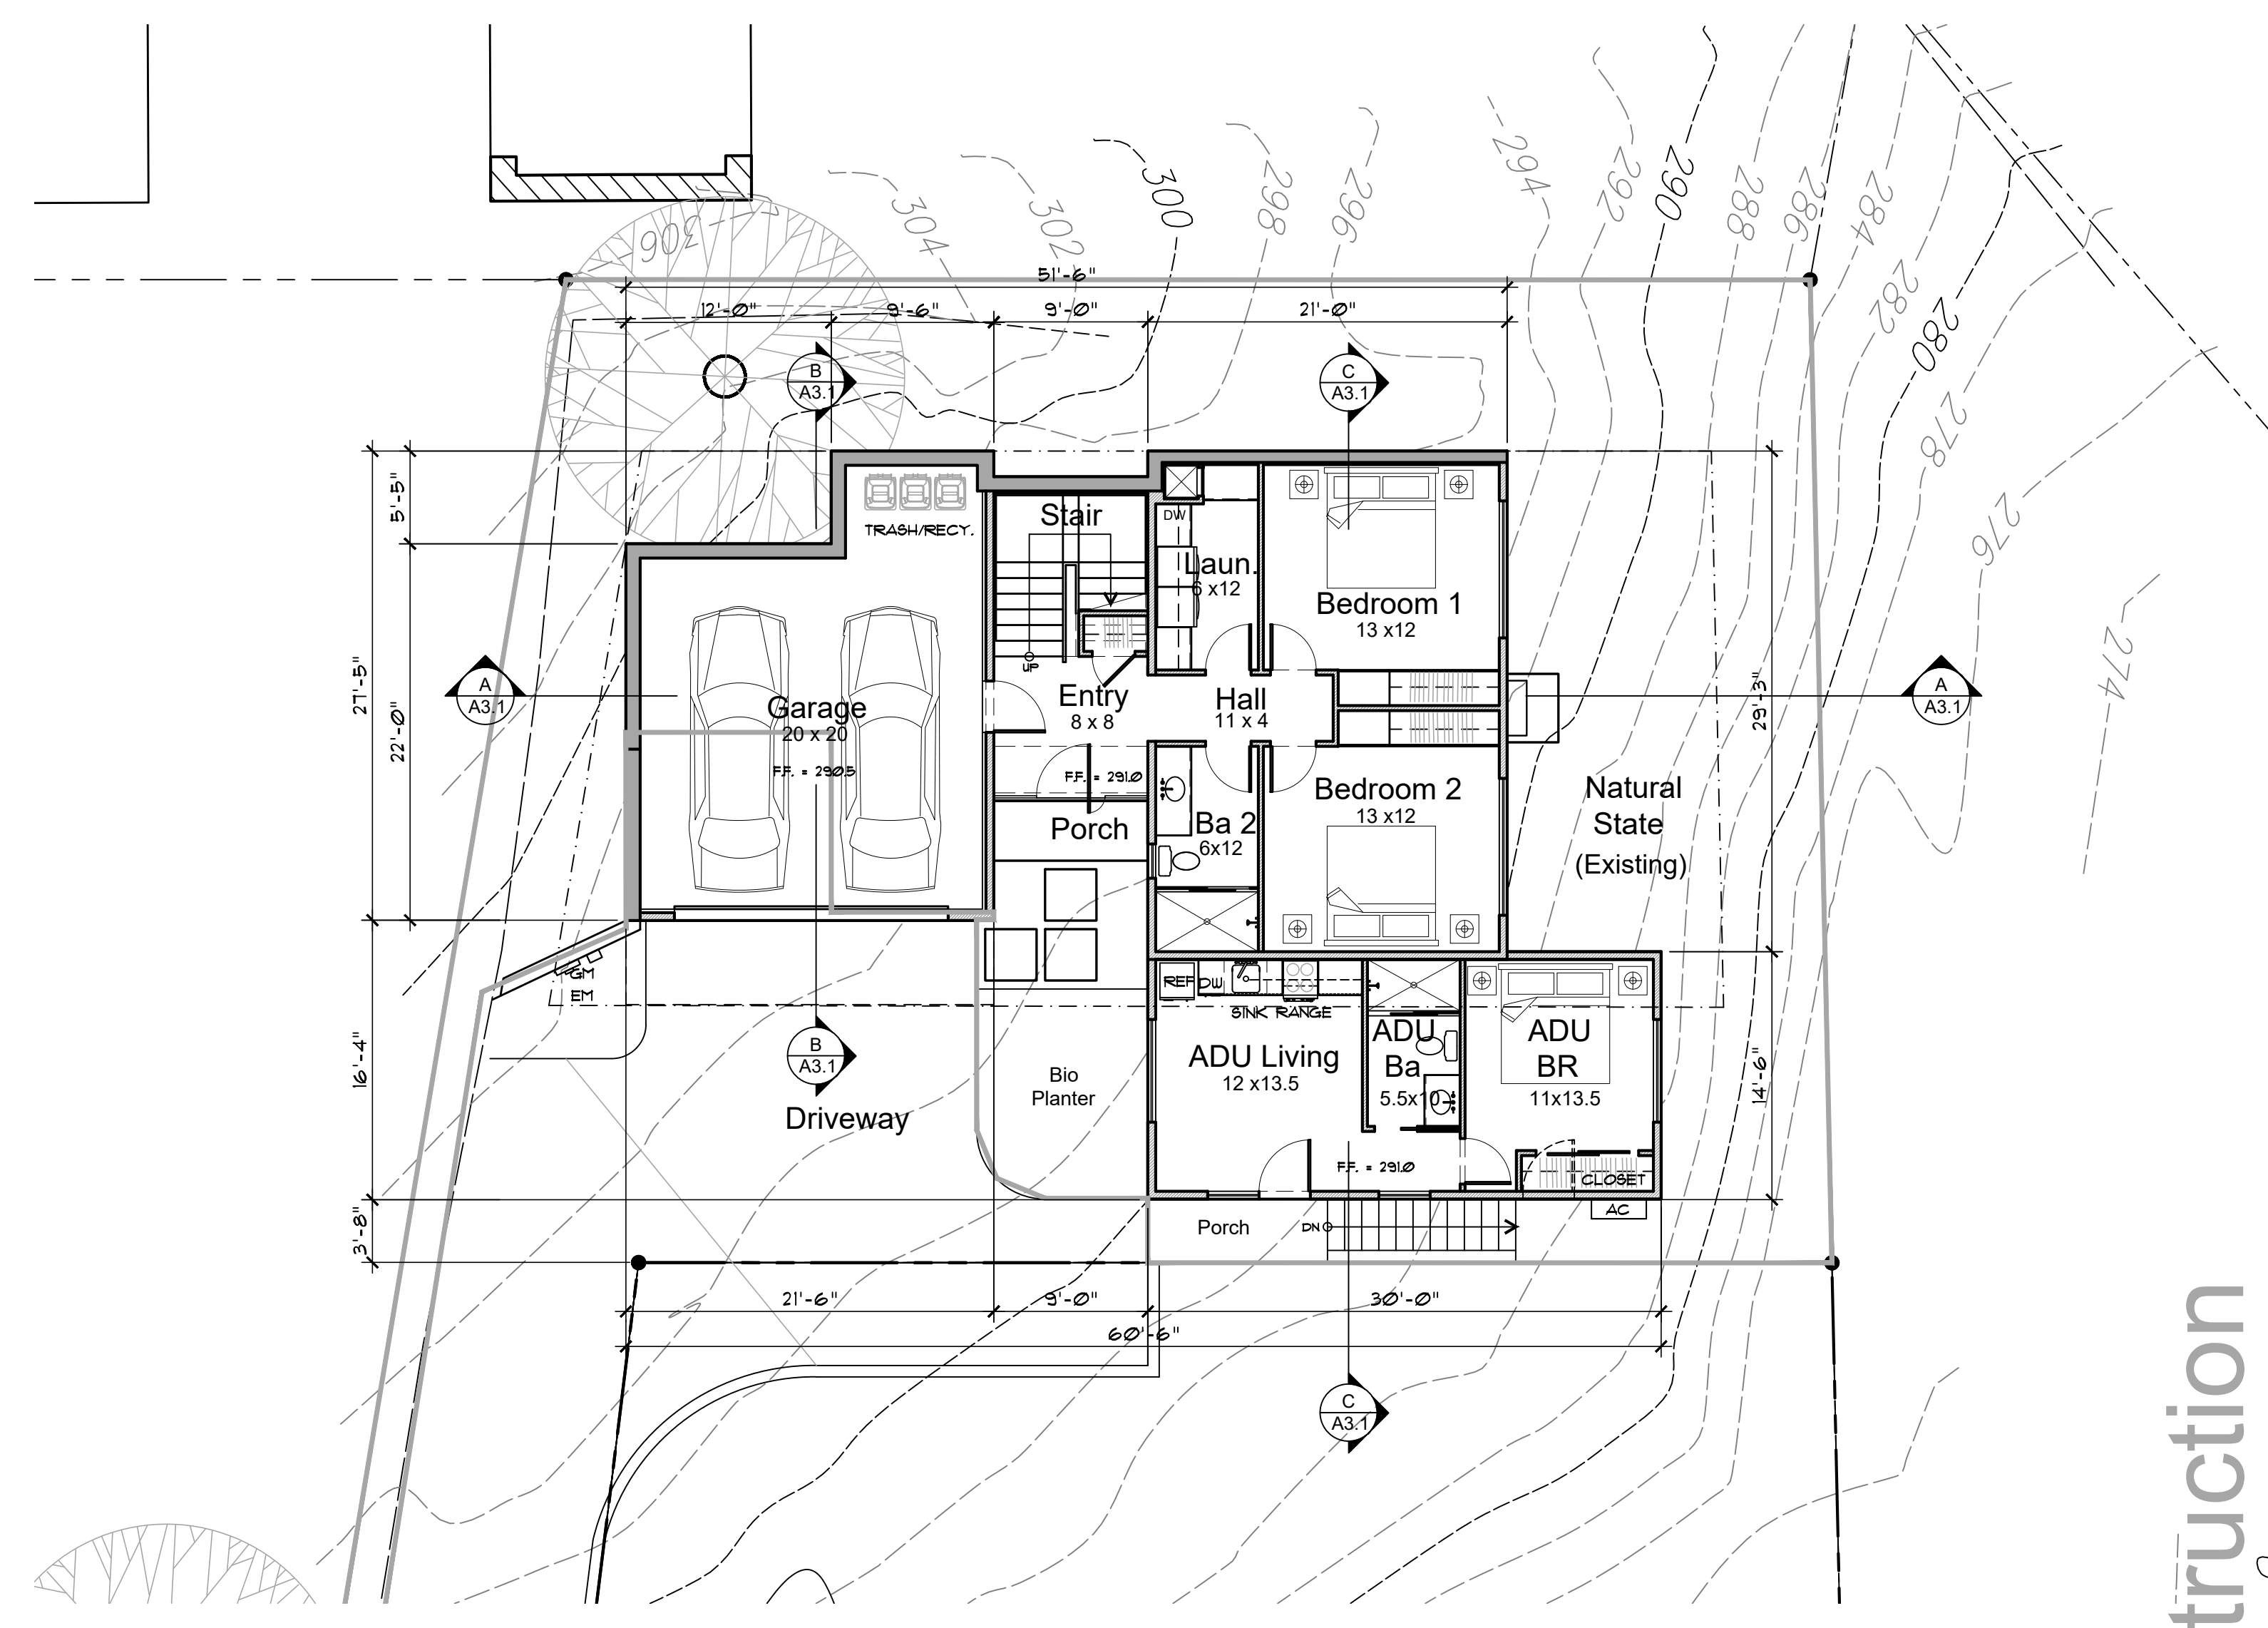 306
304
302
300
298
296
294
292
290
288
286
284
282
280
278
276
274
51'-6"
12'-0"
9'-6"
9'-0"
21'-0"
B
A3.1
C
A3.1
5'-5"
27'-5"
22'-0"
16'-4"
3'-8"
29'-3"
14'-6"
TRASH/RECY.
Stair
DW
Laun.
6 x12
Bedroom 1
13 x12
UP
A
A3.1
Entry
8 x 8
Hall
11 x 4
A
A3.1
Garage
20 x 20
F.F. = 290.5
F.F. = 291.0
Bedroom 2
13 x12
Natural
State
(Existing)
Porch
Ba 2
6x12
GM
EM
REF
DW
SINK RANGE
B
A3.1
Bio
Planter
Driveway
ADU Living
12 x13.5
ADU
Ba
5.5x10
ADU
BR
11x13.5
F.F. = 291.0
CLOSET
AC
Porch
DN
21'-6"
9'-0"
30'-0"
60'-6"
C
A3.1
truction